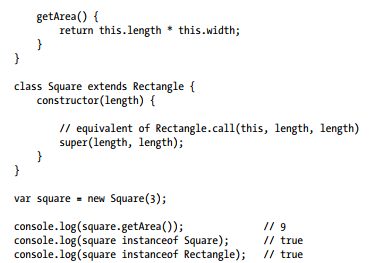 getArea() {
        return this.length * this.width;
    }
}

class Square extends Rectangle {
    constructor(length) {

        // equivalent of Rectangle.call(this, length, length)
        super(length, length);
    }
}

var square = new Square(3);

console.log(square.getArea());              // 9
console.log(square instanceof Square);      // true
console.log(square instanceof Rectangle);   // true